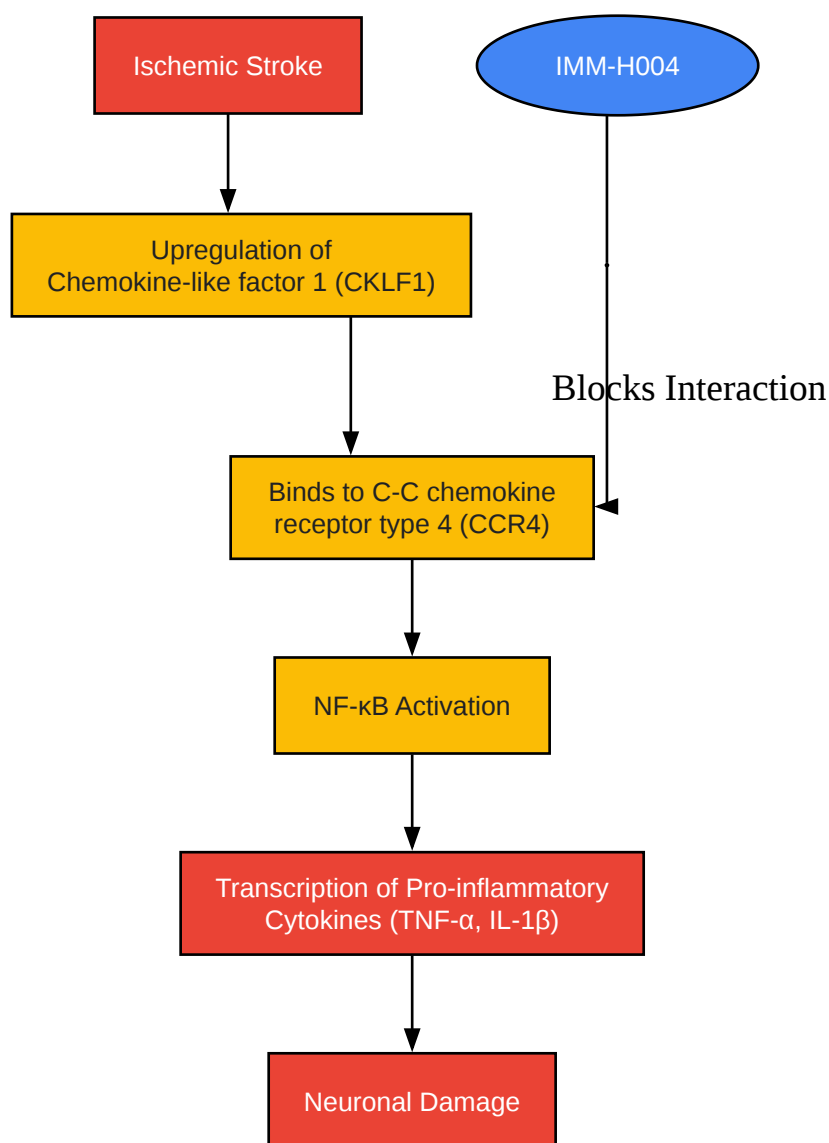 Ischemic Stroke
IMM-H004
Upregulation of
Chemokine-like factor 1 (CKLF1)
Blocks Interaction
Binds to C-C chemokine
receptor type 4 (CCR4)
NF-κB Activation
Transcription of Pro-inflammatory
Cytokines (TNF-α, IL-1β)
Neuronal Damage